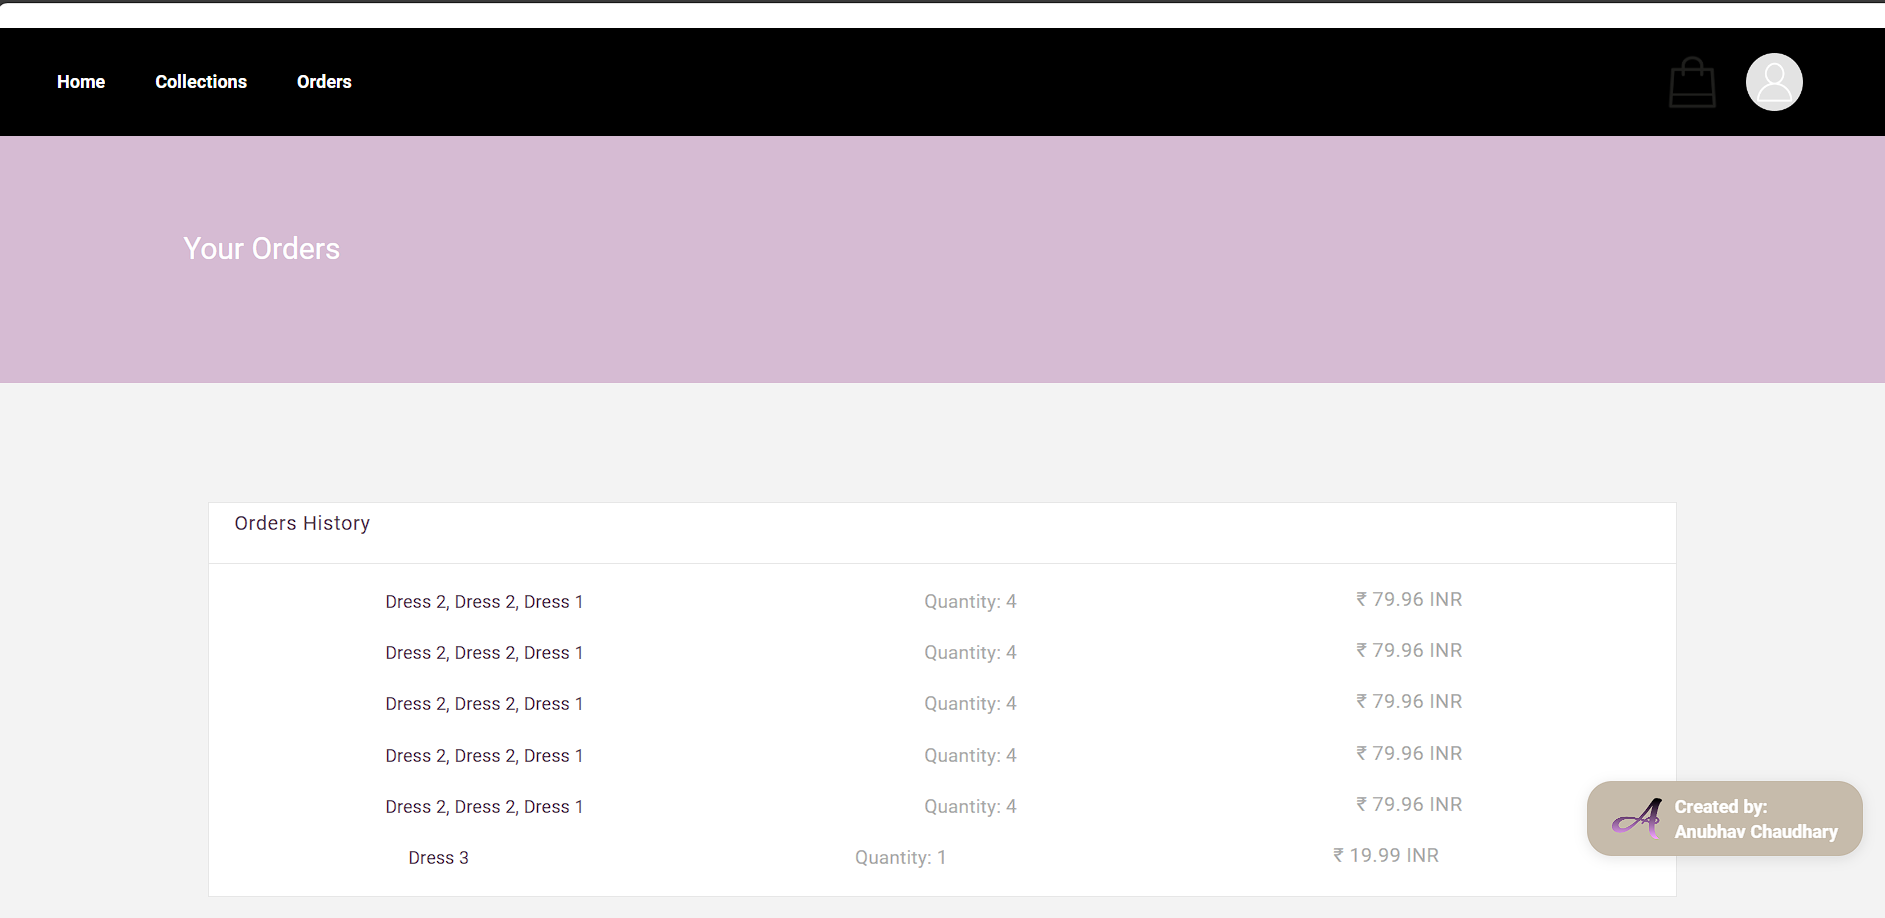 Home Collections Orders
Your Orders
Orders History
Dress 2, Dress 2, Dress 1 Quantity: 4 ₹ 79.96 INR
Dress 2, Dress 2, Dress 1 Quantity: 4 ₹ 79.96 INR
Dress 2, Dress 2, Dress 1 Quantity: 4 ₹ 79.96 INR
Dress 2, Dress 2, Dress 1 Quantity: 4 ₹ 79.96 INR
Dress 2, Dress 2, Dress 1 Quantity: 4 ₹ 79.96 INR
Dress 3 Quantity: 1 ₹ 19.99 INR
A
Created by:
Anubhav Chaudhary